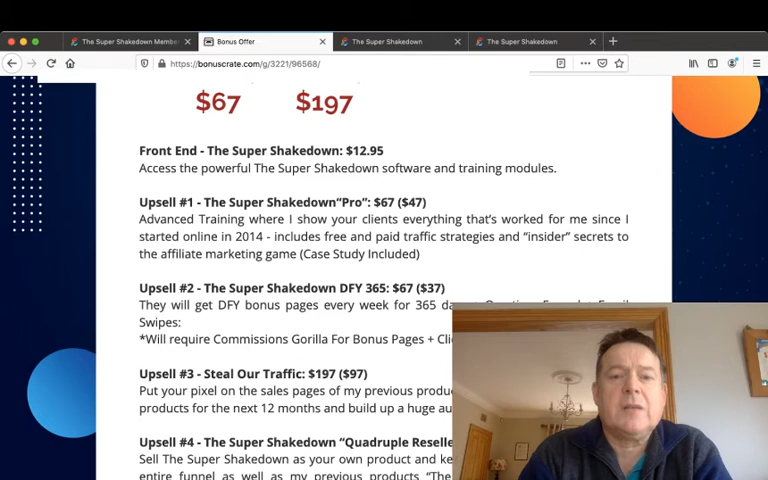 The Super Shakedown Membe
Bonus Offer
The Super Shakedown
The Super Shakedown
https://bonuscrate.com/g/3221/96568/
$67 $197
Front End - The Super Shakedown: $12.95
Access the powerful The Super Shakedown software and training modules.
Upsell #1 - The Super Shakedown“Pro”: $67 ($47)
Advanced Training where I show your clients everything that’s worked for me since I
started online in 2014 - includes free and paid traffic strategies and “insider” secrets to
the affiliate marketing game (Case Study Included)
Upsell #2 - The Super Shakedown DFY 365: $67 ($37)
They will get DFY bonus pages every week for 365 da
Swipes:
*Will require Commissions Gorilla For Bonus Pages + Cli
Upsell #3 - Steal Our Traffic: $197 ($97)
Put your pixel on the sales pages of my previous produ
products for the next 12 months and build up a huge au
Upsell #4 - The Super Shakedown “Quadruple Reselle
Sell The Super Shakedown as your own product and ke
entire funnel as well as my previous products “The